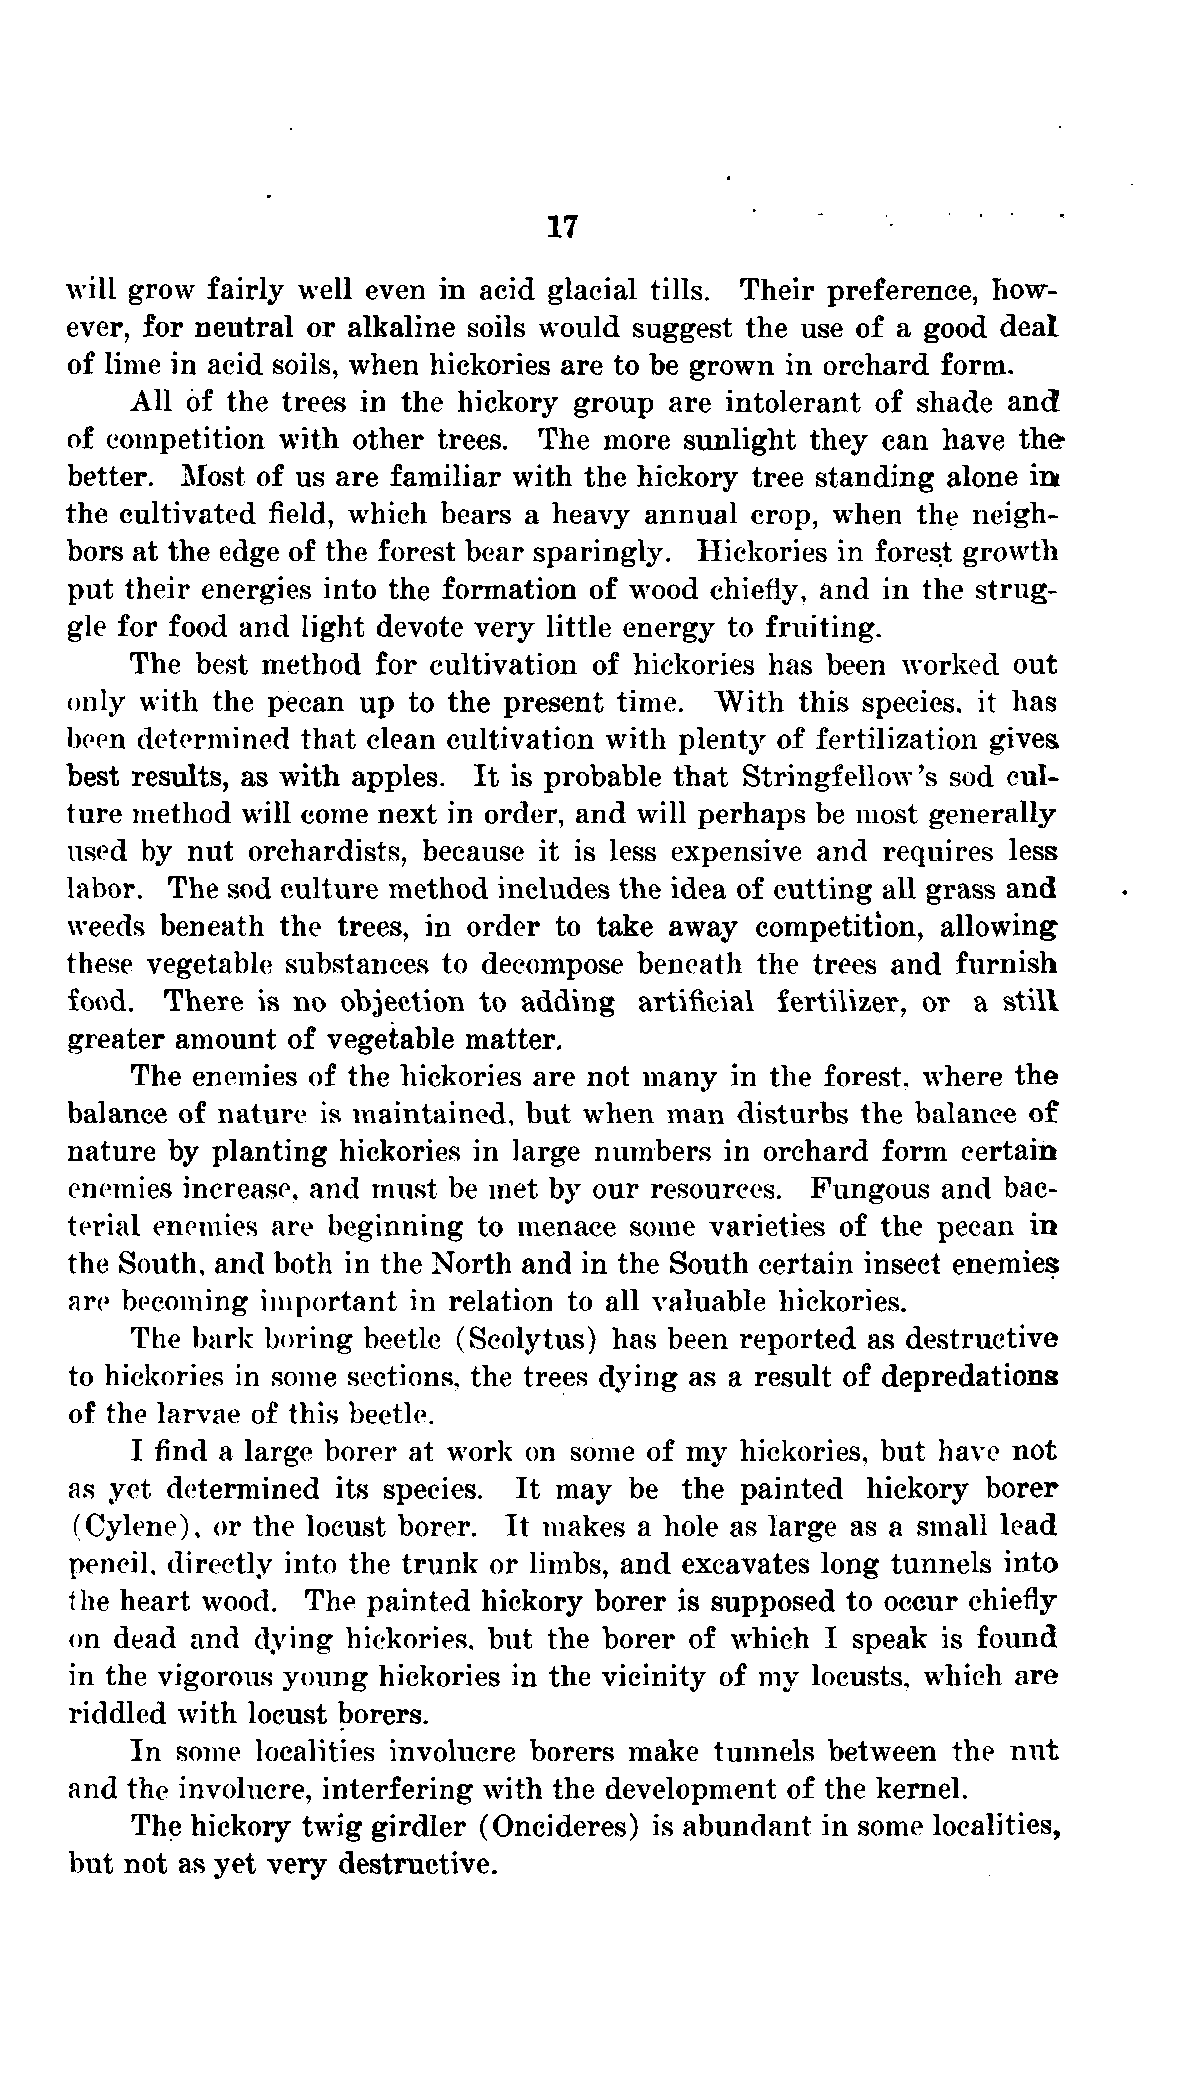 17
will grow fairly well even in acid glacial tills. Their preference, how-
ever, for neutral or alkaline soils would suggest the use of a good deal
of lime in acid soils, when hickories are to be grown in orchard form.
All of the trees in the hickory group are intolerant of shade and
of competition with other trees. The more sunlight they can have the
better. Most of us are familiar with the hickory tree standing alone in
the cultivated field, which bears a heavy annual crop, when the neigh-
bors at the edge of the forest bear sparingly. Hickories in forest growth
put their energies into the formation of wood chiefly, and in the strug-
gle for food and light devote very little energy to fruiting.
The best method for cultivation of hickories has been worked out
only with the pecan up to the present time. With this species, it has
been determined that clean cultivation with plenty of fertilization gives
best results, as with apples. It is probable that Stringfellow's sod cul-
ture method will come next in order, and will perhaps be most generally
used by nut orchardists, because it is less expensive and requires less
labor. The sod culture method includes the idea of cutting all grass and
weeds beneath the trees, in order to take away competition, allowing
these vegetable substances to decompose beneath the trees and furnish
food. There is no objection to adding artificial fertilizer, or a still
greater amount of vegetable matter.
The enemies of the hickories are not many in the forest, where the
balance of nature is maintained, but when man disturbs the balance of
nature by planting hickories in large numbers in orchard form certain
enemies increase, and must be met by our resources. Fungous and bac-
terial enemies are beginning to menace some varieties of the pecan in
the South, and both in the North and in the South certain insect enemies
are becoming important in relation to all valuable hickories.
The bark boring beetle (Scolytus) has been reported as destructive
to hickories in some sections, the trees dying as a result of depredations
of the larvae of this beetle.
I find a large borer at work on some of my hickories, but have not
as yet determined its species. It may be the painted hickory borer
(Cylene), or the locust borer. It makes a hole as large as a small lead
pencil, directly into the trunk or limbs, and excavates long tunnels into
the heart wood. The painted hickory borer is supposed to occur chiefly
on dead and dying hickories, but the borer of which I speak is found
in the vigorous young hickories in the vicinity of my locusts, which are
riddled with locust borers.
In some localities involucre borers make tunnels between the nut
and the involucre, interfering with the development of the kernel.
The hickory twig girdler (Oncideres) is abundant in some localities,
but not as yet very destructive.